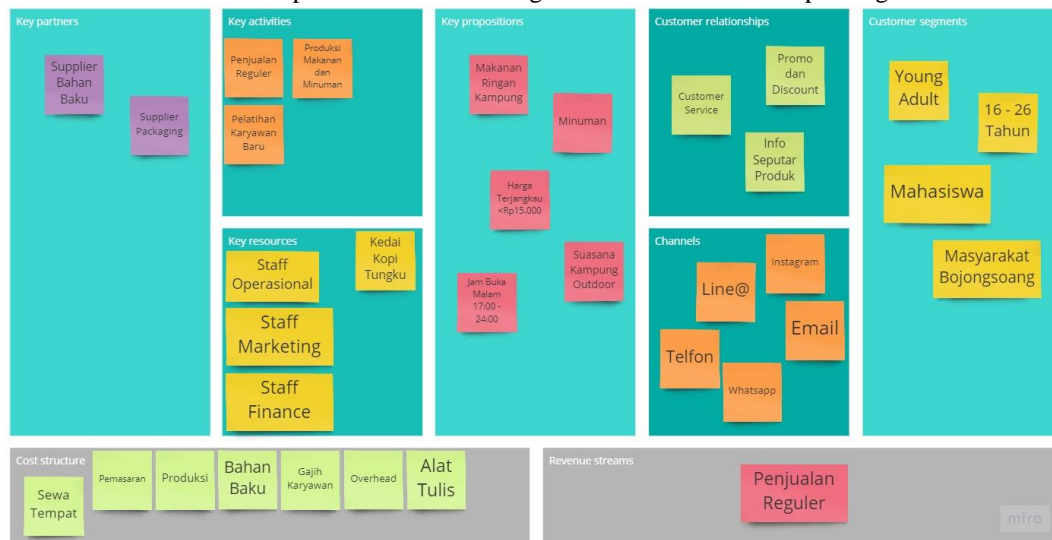 Key partners
Supplier
Bahan
Baku
Supplier
Packaging
Key activities
Penjualan
Reguler
Produksi
Makanan
dan
Minuman
Pelatihan
Karyawan
Baru
Key resources
Staff
Operasional
Kedai
Kopi
Tungku
Staff
Marketing
Staff
Finance
Key propositions
Makanan
Ringan
Kampung
Minuman
Harga
Terjangkau
<Rp15.000
Suasana
Kampung
Outdoor
Jam Buka
Malam
17:00 -
24:00
Customer relationships
Promo
dan
Discount
Customer
Service
Info
Seputar
Produk
Channels
Instagram
Line@
Email
Telfon
Whatsapp
Customer segments
Young
Adult
16 - 26
Tahun
Mahasiswa
Masyarakat
Bojongsoang
Cost structure
Sewa
Tempat
Pemasaran
Produksi
Bahan
Baku
Gajih
Karyawan
Overhead
Alat
Tulis
Revenue streams
Penjualan
Reguler
miro